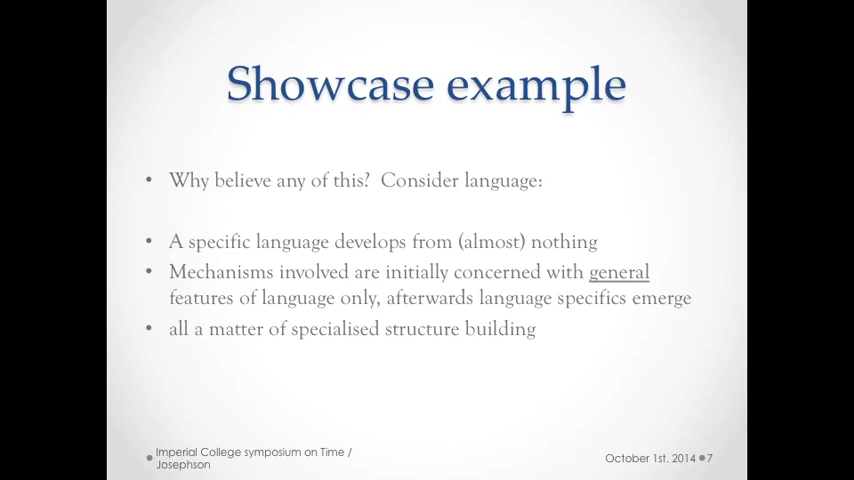 Showcase example
• Why believe any of this? Consider language:
• A specific language develops from (almost) nothing
• Mechanisms involved are initially concerned with general
features of language only, afterwards language specifics emerge
• all a matter of specialised structure building
Imperial College symposium on Time /
Josephson
October 1st. 2014 7